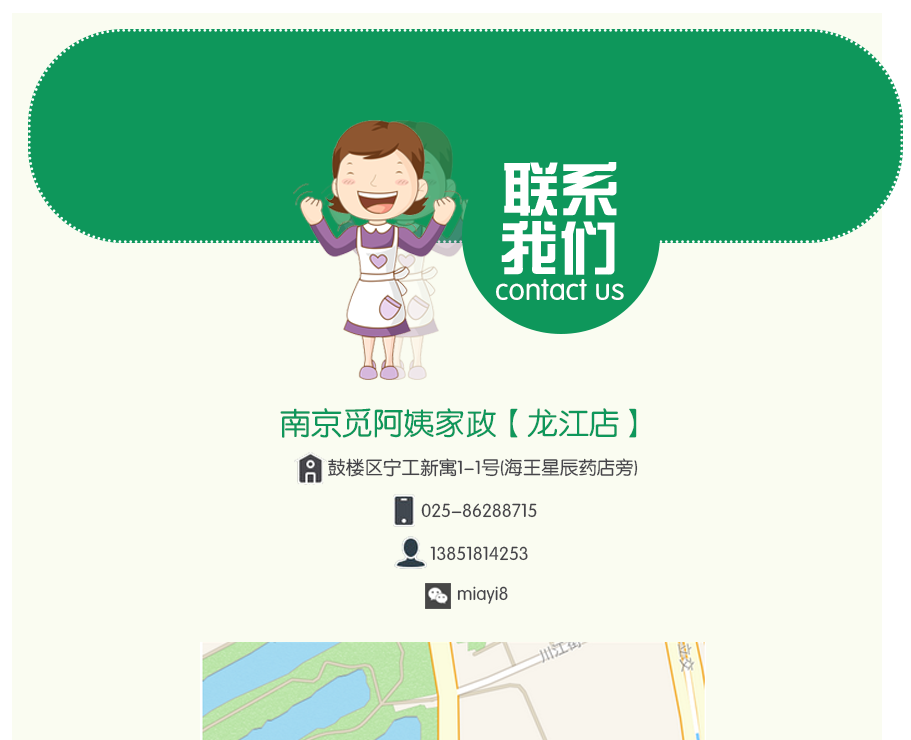 联系
我们
contact us
南京觅阿姨家政【龙江店】
鼓楼区宁工新寓1-1号(海王星辰药店旁)
025-86288715
13851814253
miayi8
川江街